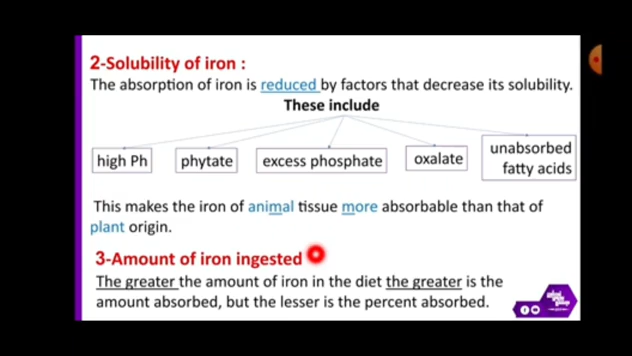 2-Solubility of iron :
The absorption of iron is reduced by factors that decrease its solubility.
These include
high Ph
phytate
excess phosphate
oxalate
unabsorbed
fatty acids
This makes the iron of animal tissue more absorbable than that of
plant origin.
3-Amount of iron ingested
The greater the amount of iron in the diet the greater is the
amount absorbed, but the lesser is the percent absorbed.